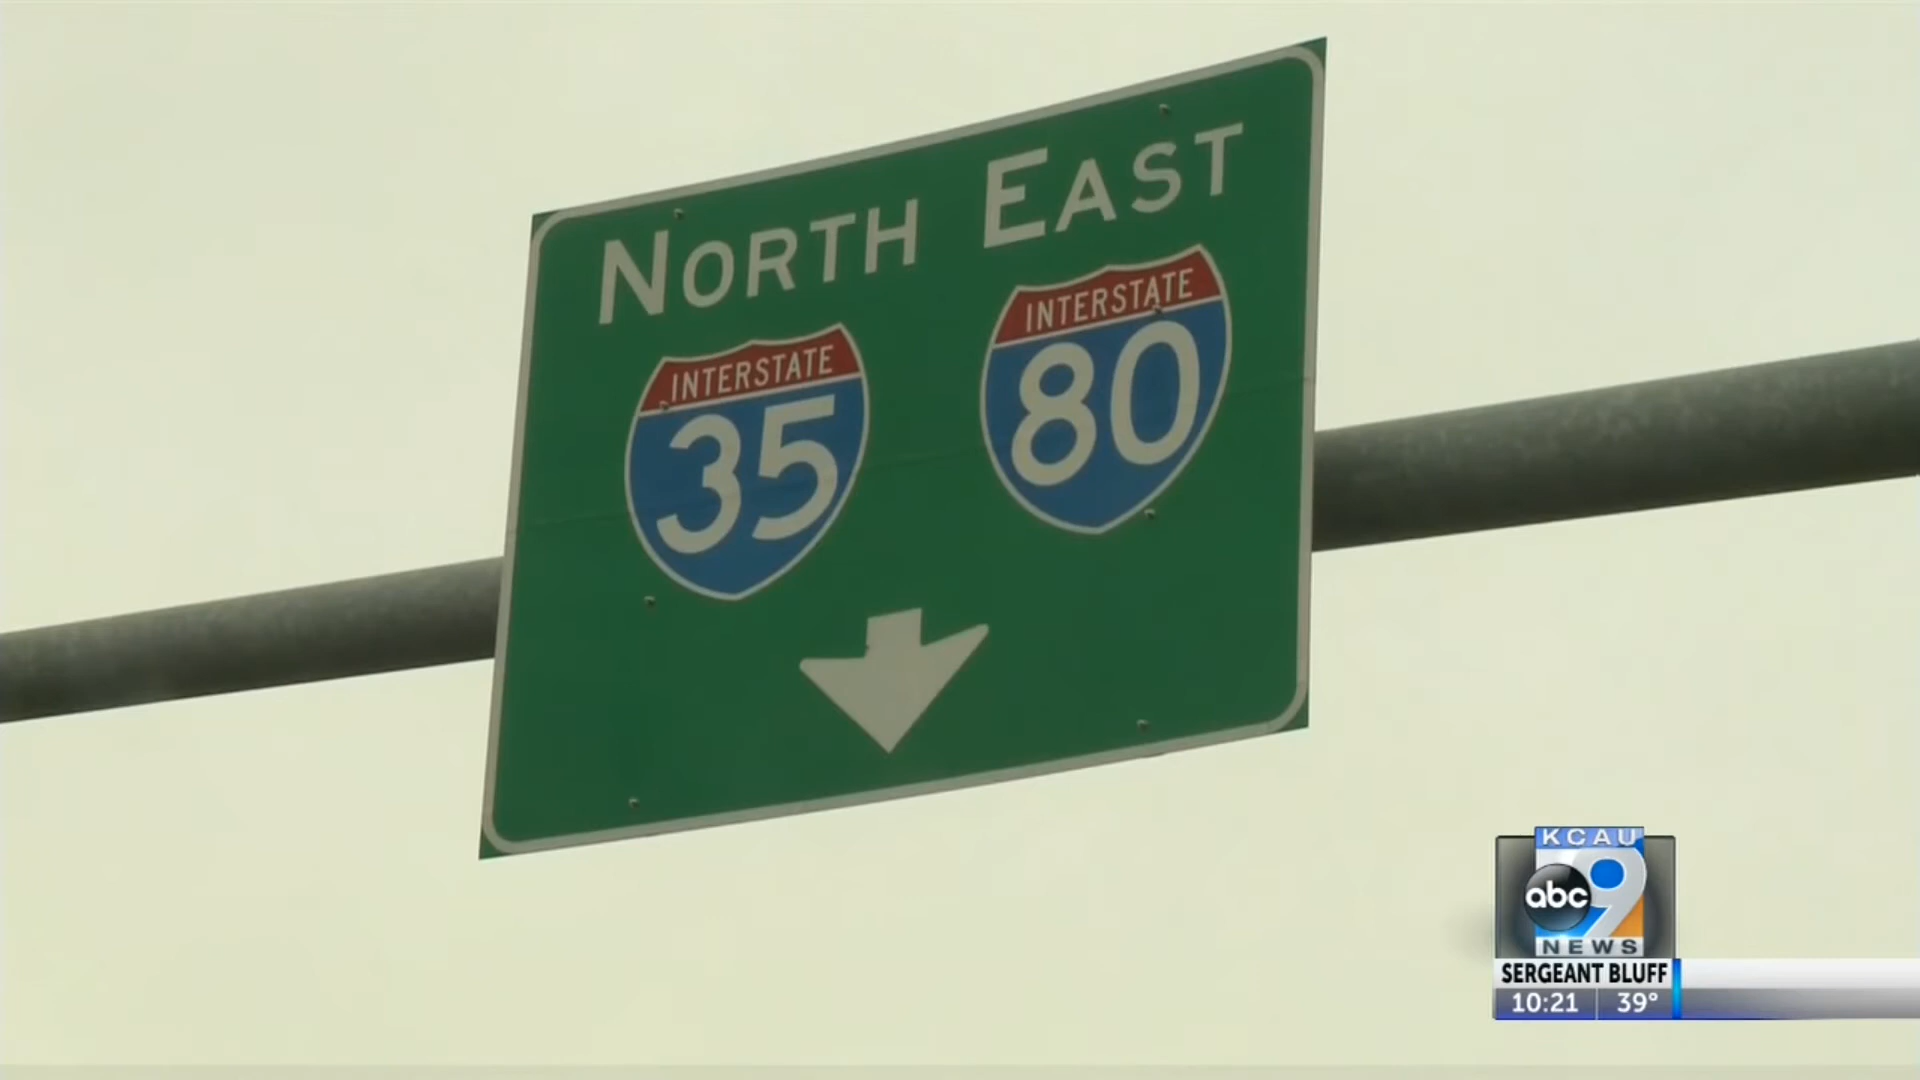 NORTH EAST
INTERSTATE INTERSTATE
35 80
KCAU
abc 9
NEWS
SERGEANT BLUFF
10:21 39°